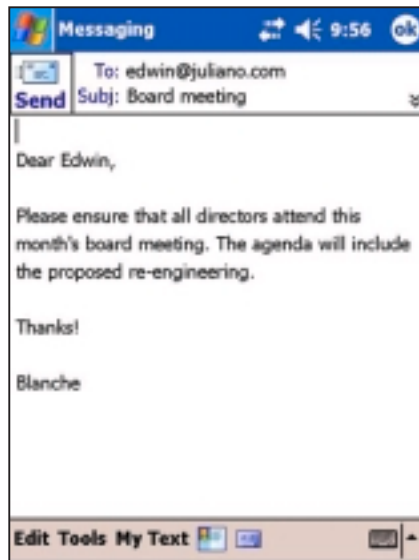 Messaging 9:56 ok
Send
To: edwin@juliano.com
Subj: Board meeting
Dear Edwin,
Please ensure that all directors attend this
month's board meeting. The agenda will include
the proposed re-engineering.
Thanks!
Blanche
Edit Tools My Text